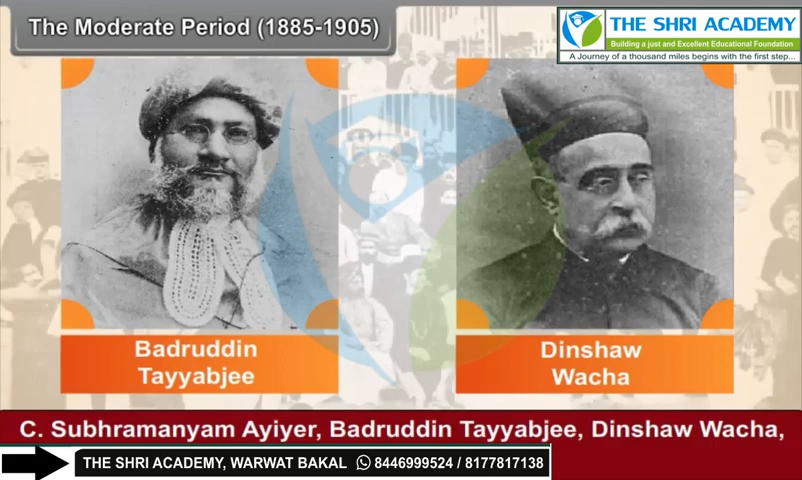 The Moderate Period (1885-1905)
THE SHRI ACADEMY
Building a just and Excellent Educational Foundation
A Journey of a thousand miles begins with the first step...
Badruddin
Tayyabjee
Dinshaw
Wacha
C. Subhramanyam Ayiyer, Badruddin Tayyabjee, Dinshaw Wacha,
THE SHRI ACADEMY, WARWAT BAKAL 8446999524 / 8177817138